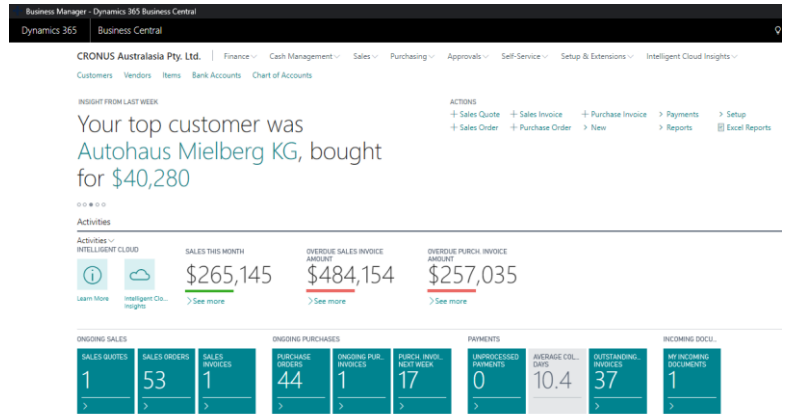 Business Manager - Dynamics 365 Business Central
Dynamics 365 Business Central
CRONUS Australasia Pty. Ltd. Finance Cash Management Sales Purchasing Approvals Self-Service Setup & Extensions Intelligent Cloud Insights
Customers Vendors Items Bank Accounts Chart of Accounts
INSIGHT FROM LAST WEEK
Your top customer was
Autohaus Mielberg KG, bought
for $40,280
ACTIONS
+ Sales Quote + Sales Invoice + Purchase Invoice > Payments > Setup
+ Sales Order + Purchase Order > New > Reports Excel Reports
Activities
Activities
INTELLIGENT CLOUD
Learn More
Intelligent Clo...
Insights
SALES THIS MONTH
$265,145
>See more
OVERDUE SALES INVOICE
AMOUNT
$484,154
>See more
OVERDUE PURCH. INVOICE
AMOUNT
$257,035
>See more
ONGOING SALES
SALES QUOTES
1
>
SALES ORDERS
53
>
SALES
INVOICES
1
>
ONGOING PURCHASES
PURCHASE
ORDERS
44
>
ONGOING PUR...
INVOICES
1
>
PURCH. INVOI...
NEXT WEEK
17
>
PAYMENTS
UNPROCESSED
PAYMENTS
0
>
AVERAGE COL...
DAYS
10.4
OUTSTANDING...
INVOICES
37
>
INCOMING DOCU...
MY INCOMING
DOCUMENTS
1
>